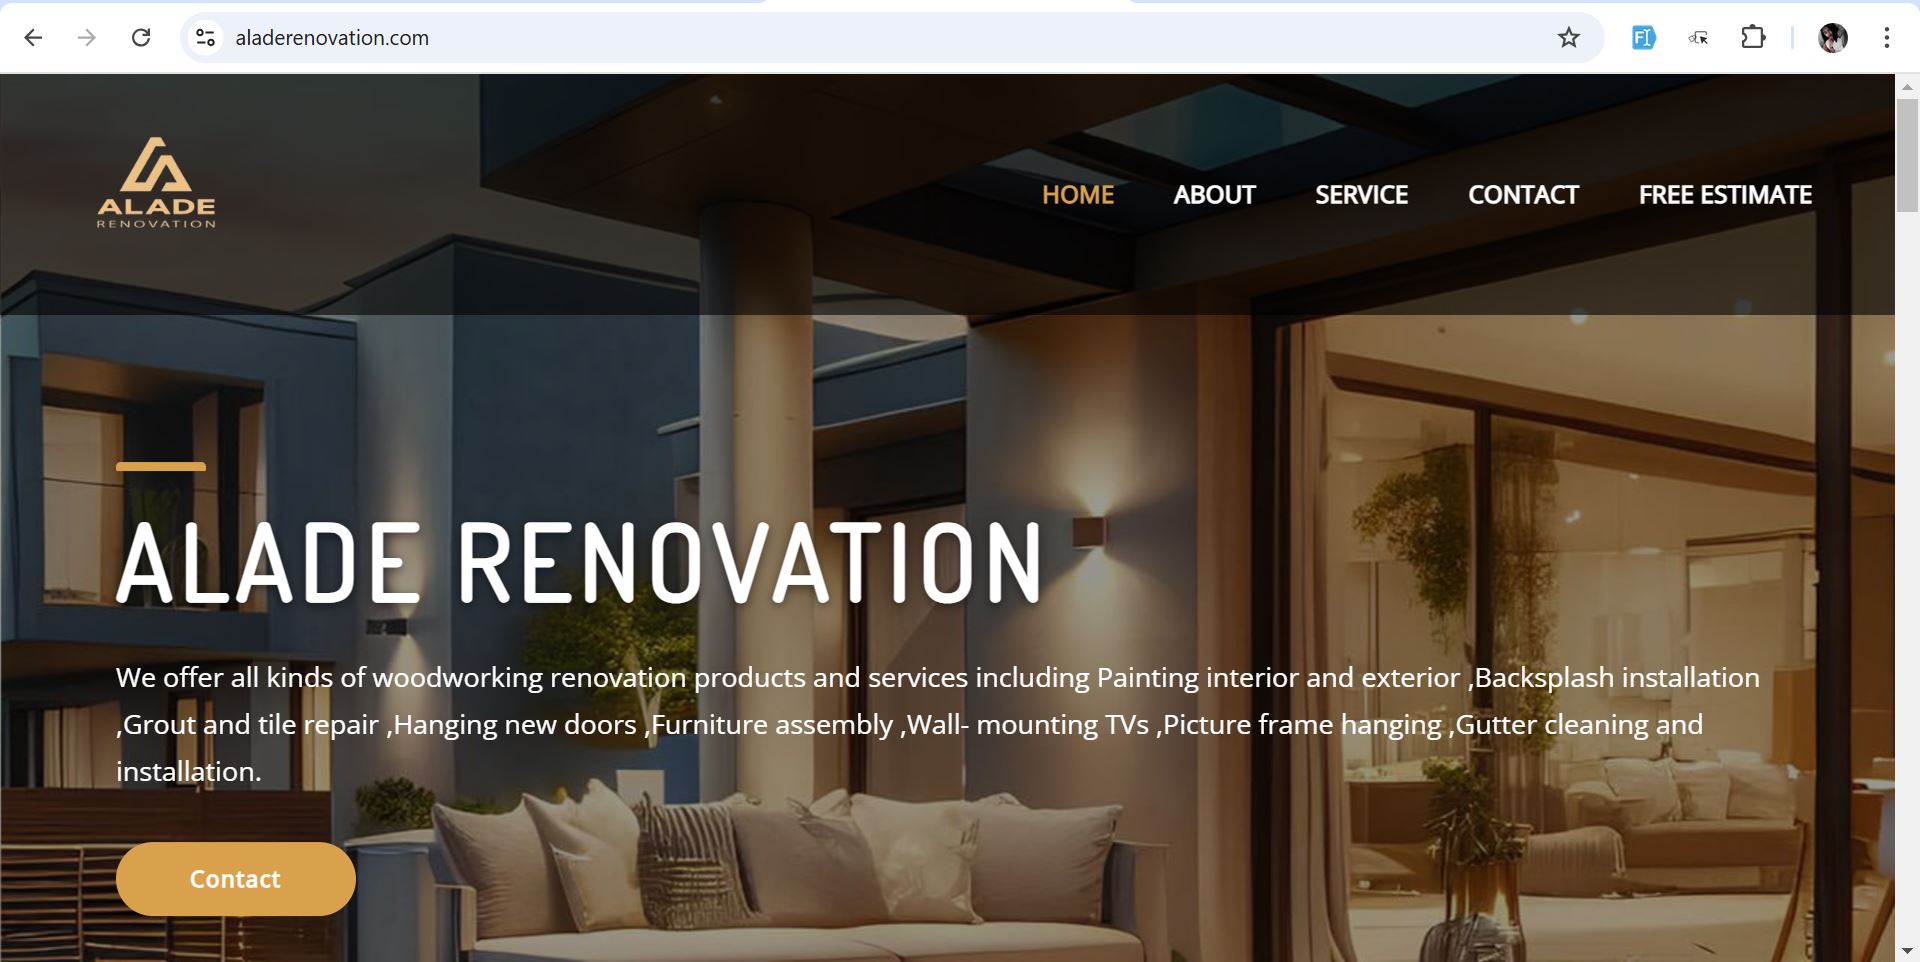 aladerenovation.com
ALADE
RENOVATION
HOME
ABOUT
SERVICE
CONTACT
FREE ESTIMATE
ALADE RENOVATION
We offer all kinds of woodworking renovation products and services including Painting interior and exterior ,Backsplash installation
,Grout and tile repair ,Hanging new doors ,Furniture assembly ,Wall- mounting TVs ,Picture frame hanging ,Gutter cleaning and
installation.
Contact